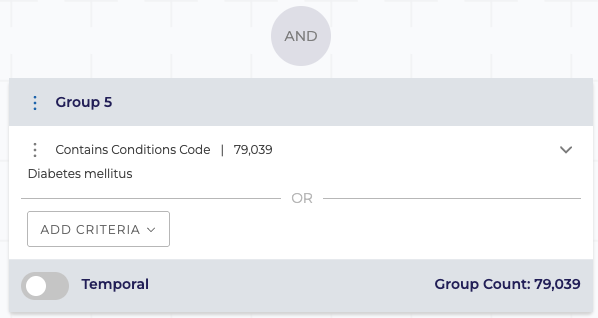 AND
Group 5
Contains Conditions Code | 79,039
Diabetes mellitus
OR
ADD CRITERIA
Temporal
Group Count: 79,039